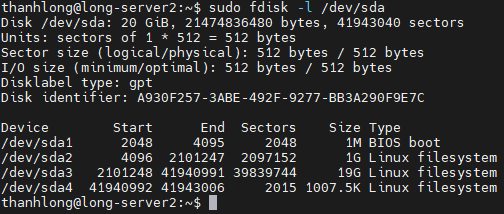 thanhlong@long-server2:~$ sudo fdisk -l /dev/sda
Disk /dev/sda: 20 GiB, 21474836480 bytes, 41943040 sectors
Units: sectors of 1 * 512 = 512 bytes
Sector size (logical/physical): 512 bytes / 512 bytes
I/O size (minimum/optimal): 512 bytes / 512 bytes
Disklabel type: gpt
Disk identifier: A930F257-3ABE-492F-9277-BB3A290F9E7C
Device Start End Sectors Size Type
/dev/sda1 2048 4095 2048 1M BIOS boot
/dev/sda2 4096 2101247 2097152 1G Linux filesystem
/dev/sda3 2101248 41940991 39839744 19G Linux filesystem
/dev/sda4 41940992 41943006 2015 1007.5K Linux filesystem
thanhlong@long-server2:~$